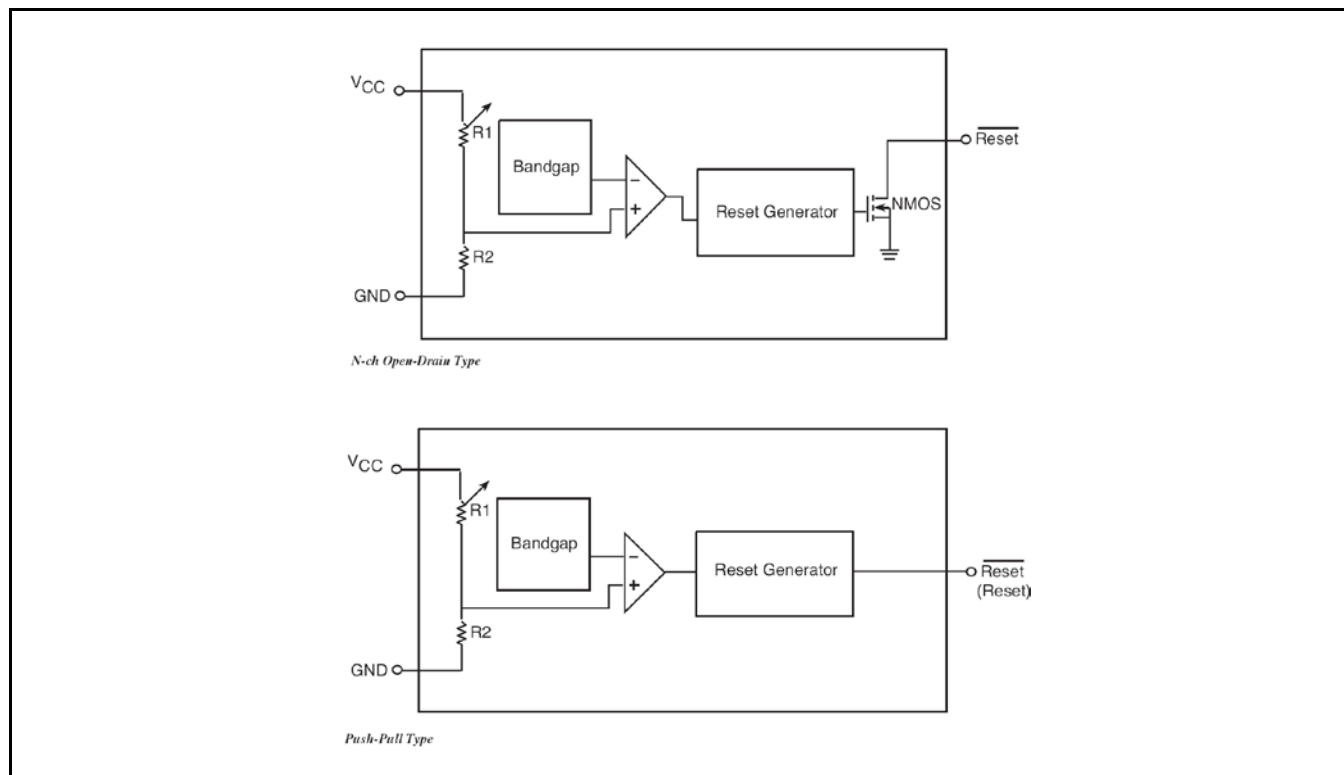 VCC
R1
Bandgap
−
+
Reset Generator
NMOS
Reset
R2
GND
N-ch Open-Drain Type
VCC
R1
Bandgap
−
+
Reset Generator
Reset
(Reset)
R2
GND
Push-Pull Type